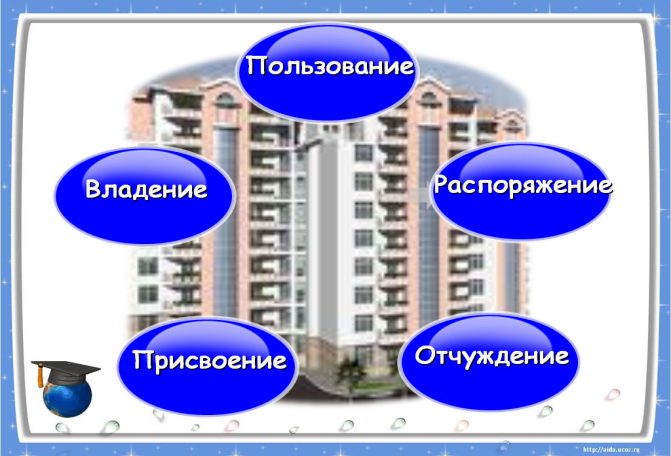 Пользование
Владение
Распоряжение
Присвоение
Отчуждение
http://aida.ucoz.ru